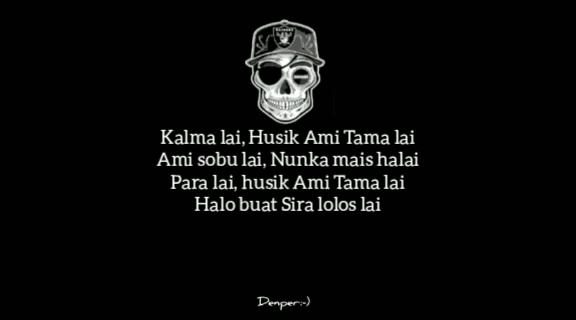 RAIDERS
Kalma lai, Husik Ami Tama lai
Ami sobu lai, Nunka mais halai
Para lai, husik Ami Tama lai
Halo buat Sira lolos lai
Denper:-)